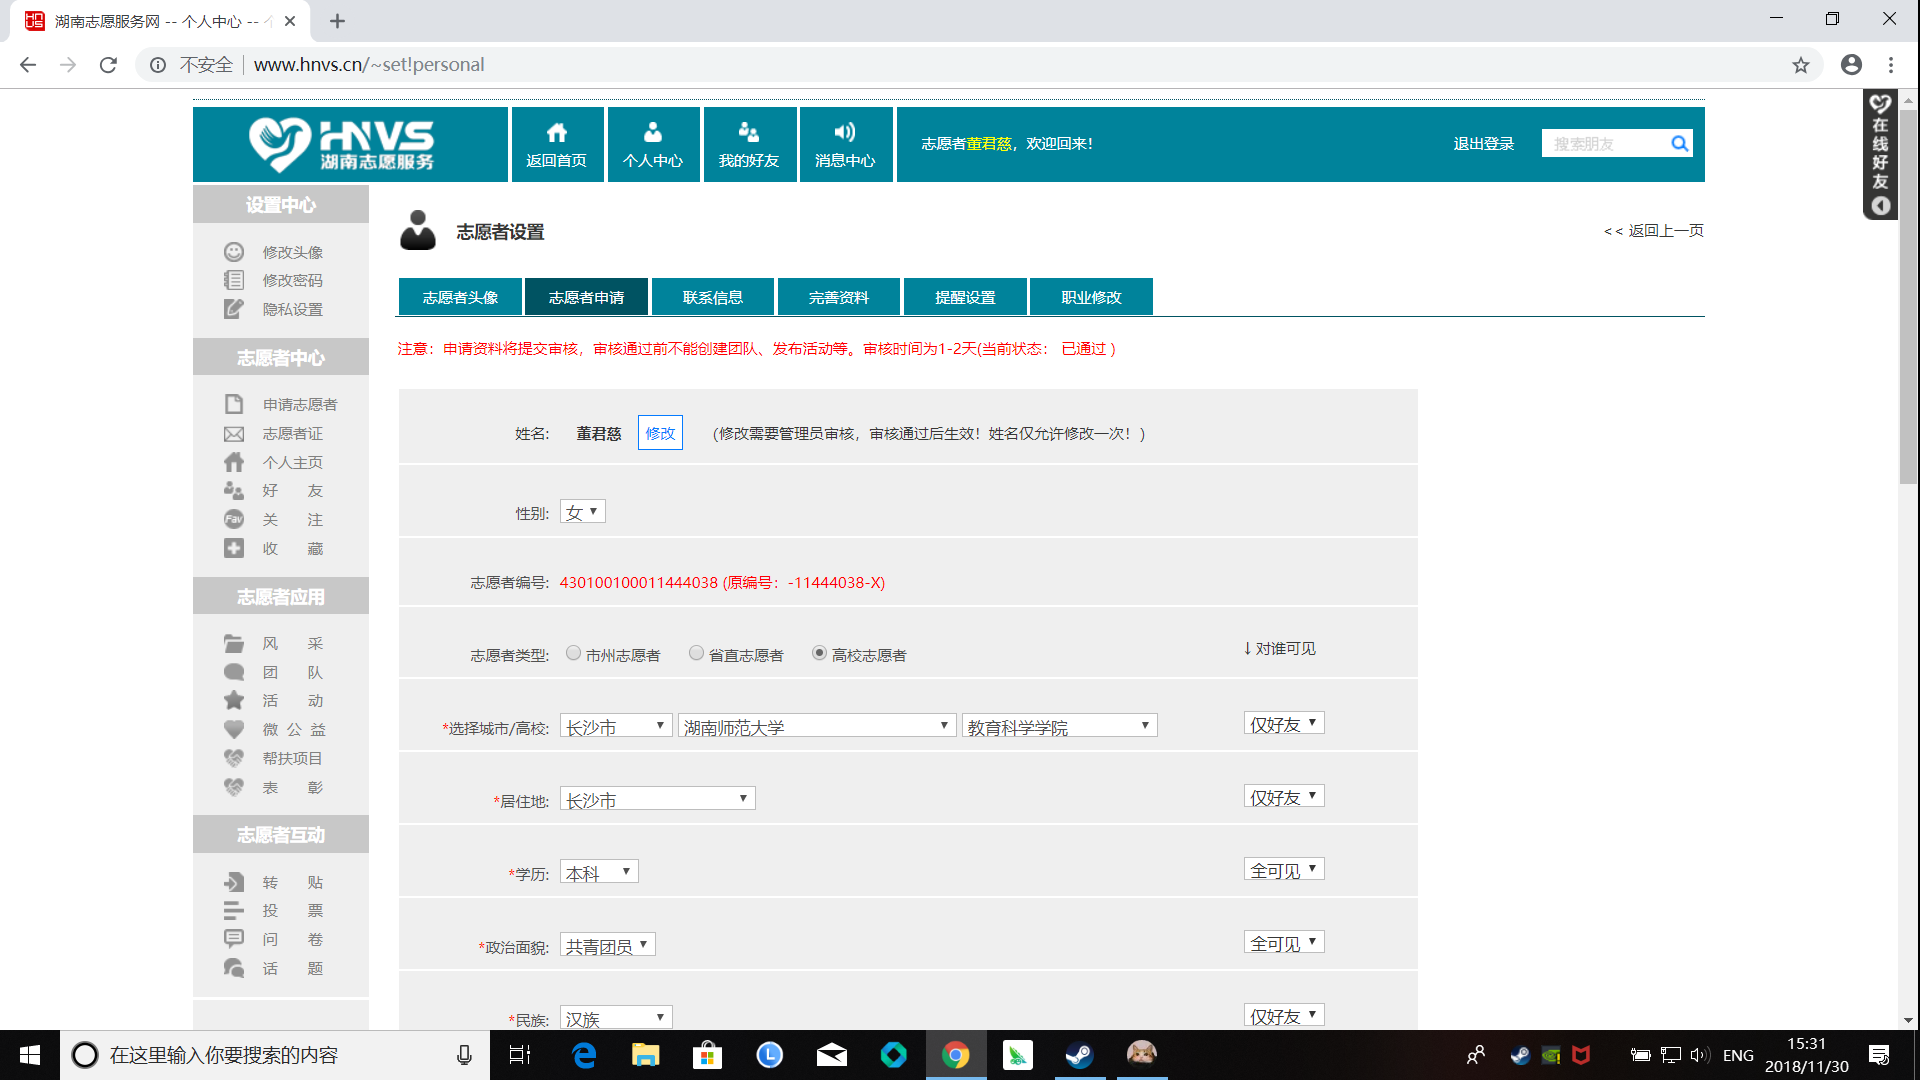 湖南志愿服务网 -- 个人中心 --
不安全 www.hnvs.cn/~set!personal
HNVS
湖南志愿服务
返回首页
个人中心
我的好友
消息中心
志愿者董君慈，欢迎回来！
退出登录
搜索朋友
在线好友
设置中心
修改头像
修改密码
隐私设置
志愿者中心
申请志愿者
志愿者证
个人主页
好 友
Fav 关 注
收 藏
志愿者应用
风 采
团 队
活 动
微 公 益
帮扶项目
表 彰
志愿者互动
转 贴
投 票
问 卷
话 题
志愿者设置
<< 返回上一页
志愿者头像 志愿者申请 联系信息 完善资料 提醒设置 职业修改
注意：申请资料将提交审核，审核通过前不能创建团队、发布活动等。审核时间为1-2天(当前状态： 已通过 )
姓名: 董君慈 修改 (修改需要管理员审核，审核通过后生效！姓名仅允许修改一次！)
性别: 女
志愿者编号: 430100100011444038 (原编号：-11444038-X)
志愿者类型: 市州志愿者 省直志愿者 高校志愿者 ↓对谁可见
*选择城市/高校: 长沙市 湖南师范大学 教育科学学院 仅好友
*居住地: 长沙市 仅好友
*学历: 本科 全可见
*政治面貌: 共青团员 全可见
*民族: 汉族 仅好友
在这里输入你要搜索的内容
ENG
15:31
2018/11/30